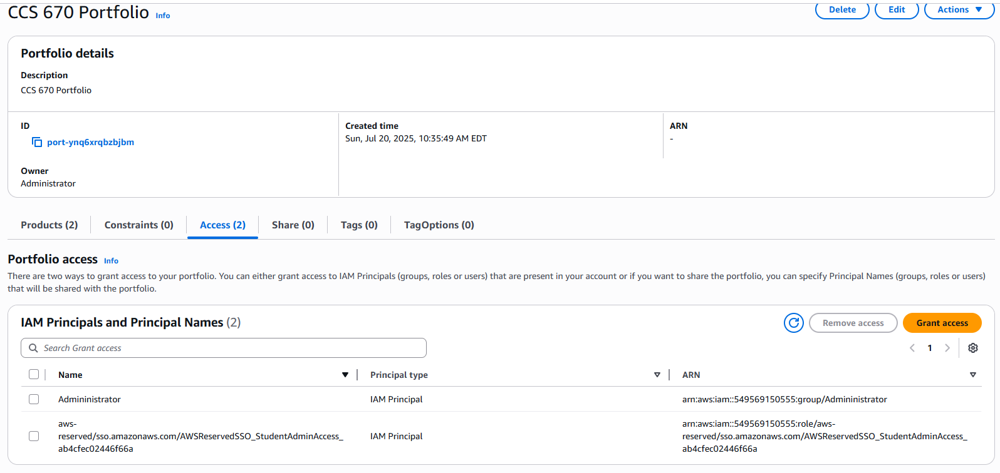 CCS 670 Portfolio Info
Delete Edit Actions
Portfolio details
Description
CCS 670 Portfolio
ID
port-ynq6xrqbzbjbm
Owner
Administrator
Created time
Sun, Jul 20, 2025, 10:35:49 AM EDT
ARN
-
Products (2) Constraints (0) Access (2) Share (0) Tags (0) TagOptions (0)
Portfolio access Info
There are two ways to grant access to your portfolio. You can either grant access to IAM Principals (groups, roles or users) that are present in your account or if you want to share the portfolio, you can specify Principal Names (groups, roles or users)
that will be shared with the portfolio.
IAM Principals and Principal Names (2)
Remove access Grant access
Search Grant access
1
Name Principal type ARN
Admininistrator IAM Principal arn:aws:iam::549569150555:group/Admininistrator
aws-
reserved/sso.amazonaws.com/AWSReservedSSO_StudentAdminAccess_
ab4cfec02446f66a
IAM Principal
arn:aws:iam::549569150555:role/aws-
reserved/sso.amazonaws.com/AWSReservedSSO_StudentAdminAccess_
ab4cfec02446f66a